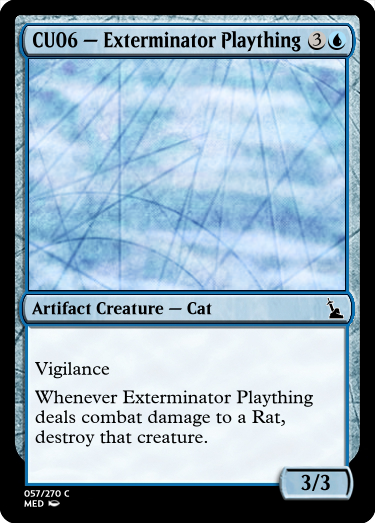 CU06 — Exterminator Plaything 3
Artifact Creature — Cat
Vigilance
Whenever Exterminator Plaything
deals combat damage to a Rat,
destroy that creature.
3/3
057/270 C
MED